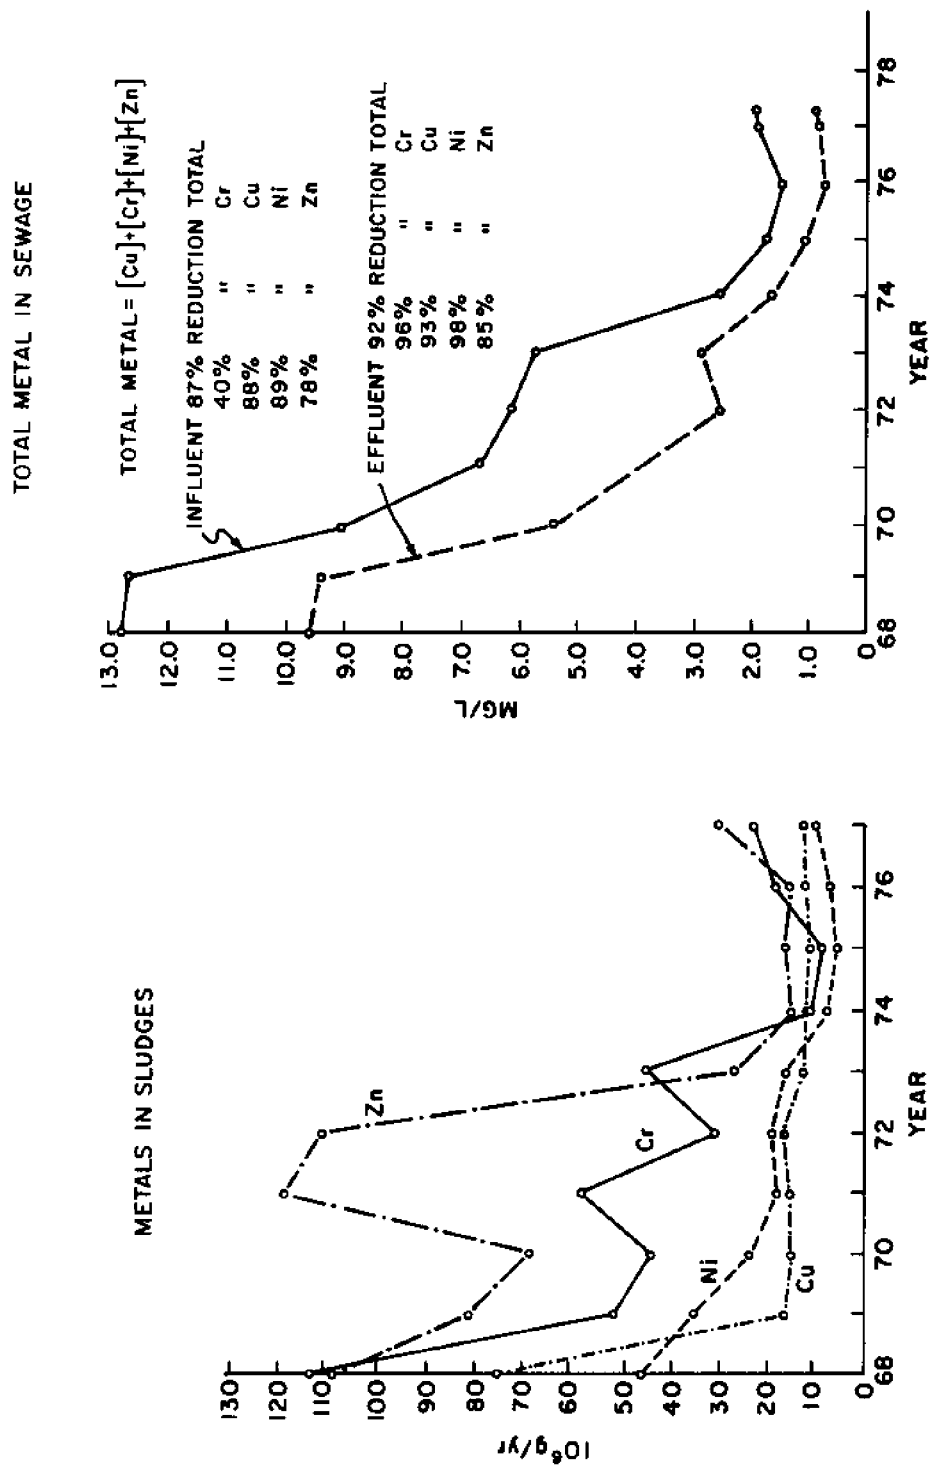 METALS IN SLUDGES
10⁶g/yr
130
110
100
90
80
70
60
50
40
30
20
10
0
Zn
Cr
Ni
Cu
68 70 72 74 76
YEAR
TOTAL METAL IN SEWAGE
TOTAL METAL = [Cu]+[Cr]+[Ni]+[Zn]
INFLUENT 87% REDUCTION TOTAL
40% " Cr
88% " Cu
89% " Ni
78% " Zn
EFFLUENT 92% REDUCTION TOTAL
96% " Cr
93% " Cu
98% " Ni
85% " Zn
MG/L
13.0
12.0
11.0
10.0
9.0
8.0
7.0
6.0
5.0
4.0
3.0
2.0
1.0
0
68 70 72 74 76 78
YEAR